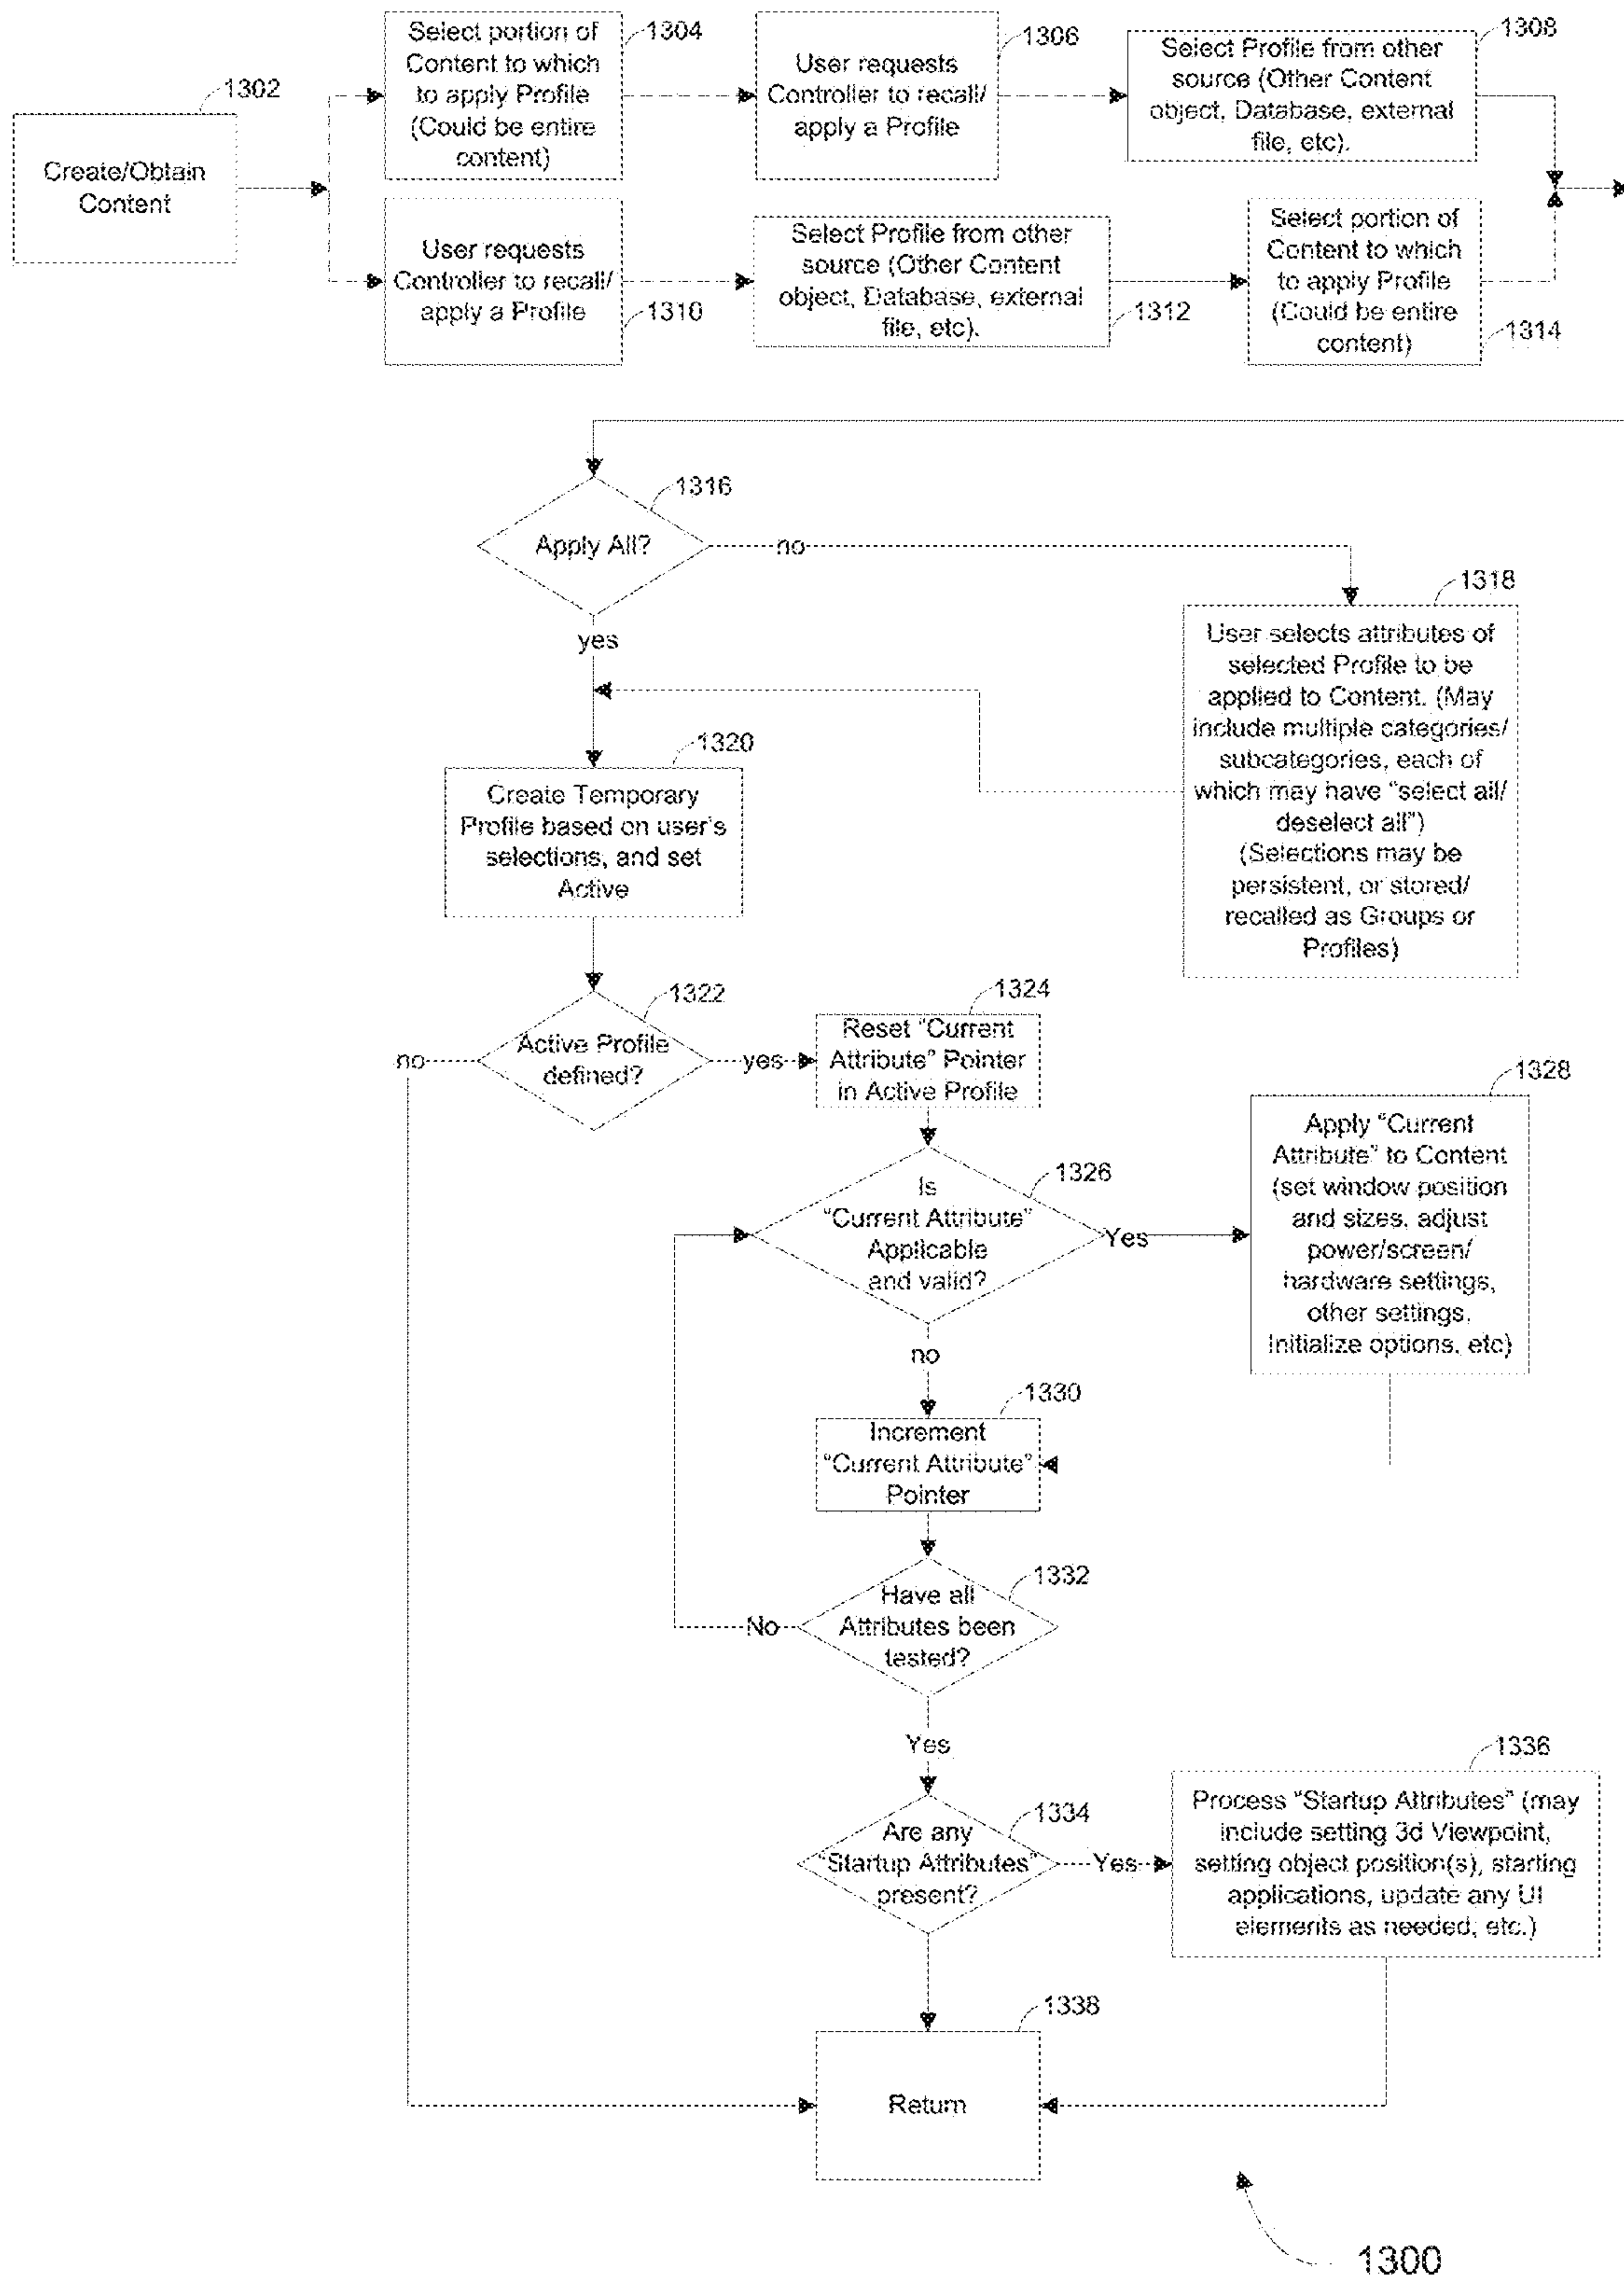 1302
Create/Obtain
Content
1304
Select portion of
Content to which
to apply Profile
(Could be entire
content)
1306
User requests
Controller to recall/
apply a Profile
1308
Select Profile from other
source (Other Content
object, Database, external
file, etc).
User requests
Controller to recall/
apply a Profile
1310
Select Profile from other
source (Other Content
object, Database, external
file, etc).
1312
Select portion of
Content to which
to apply Profile
(Could be entire
content)
1314
1316
Apply All?
no
yes
1318
User selects attributes of
selected Profile to be
applied to Content. (May
include multiple categories/
subcategories, each of
which may have “select all/
deselect all”)
(Selections may be
persistent, or stored/
recalled as Groups or
Profiles)
1320
Create Temporary
Profile based on user's
selections, and set
Active
1322
Active Profile
defined?
no
yes
1324
Reset “Current
Attribute” Pointer
in Active Profile
1326
Is
“Current Attribute”
Applicable
and valid?
Yes
no
1328
Apply “Current
Attribute” to Content
(set window position
and sizes, adjust
power/screen/
hardware settings,
other settings,
Initialize options, etc)
1330
Increment
“Current Attribute”
Pointer
1332
Have all
Attributes been
tested?
No
Yes
1334
Are any
“Startup Attributes”
present?
Yes
1336
Process “Startup Attributes” (may
include setting 3d Viewpoint,
setting object position(s), starting
applications, update any UI
elements as needed, etc.)
1338
Return
1300